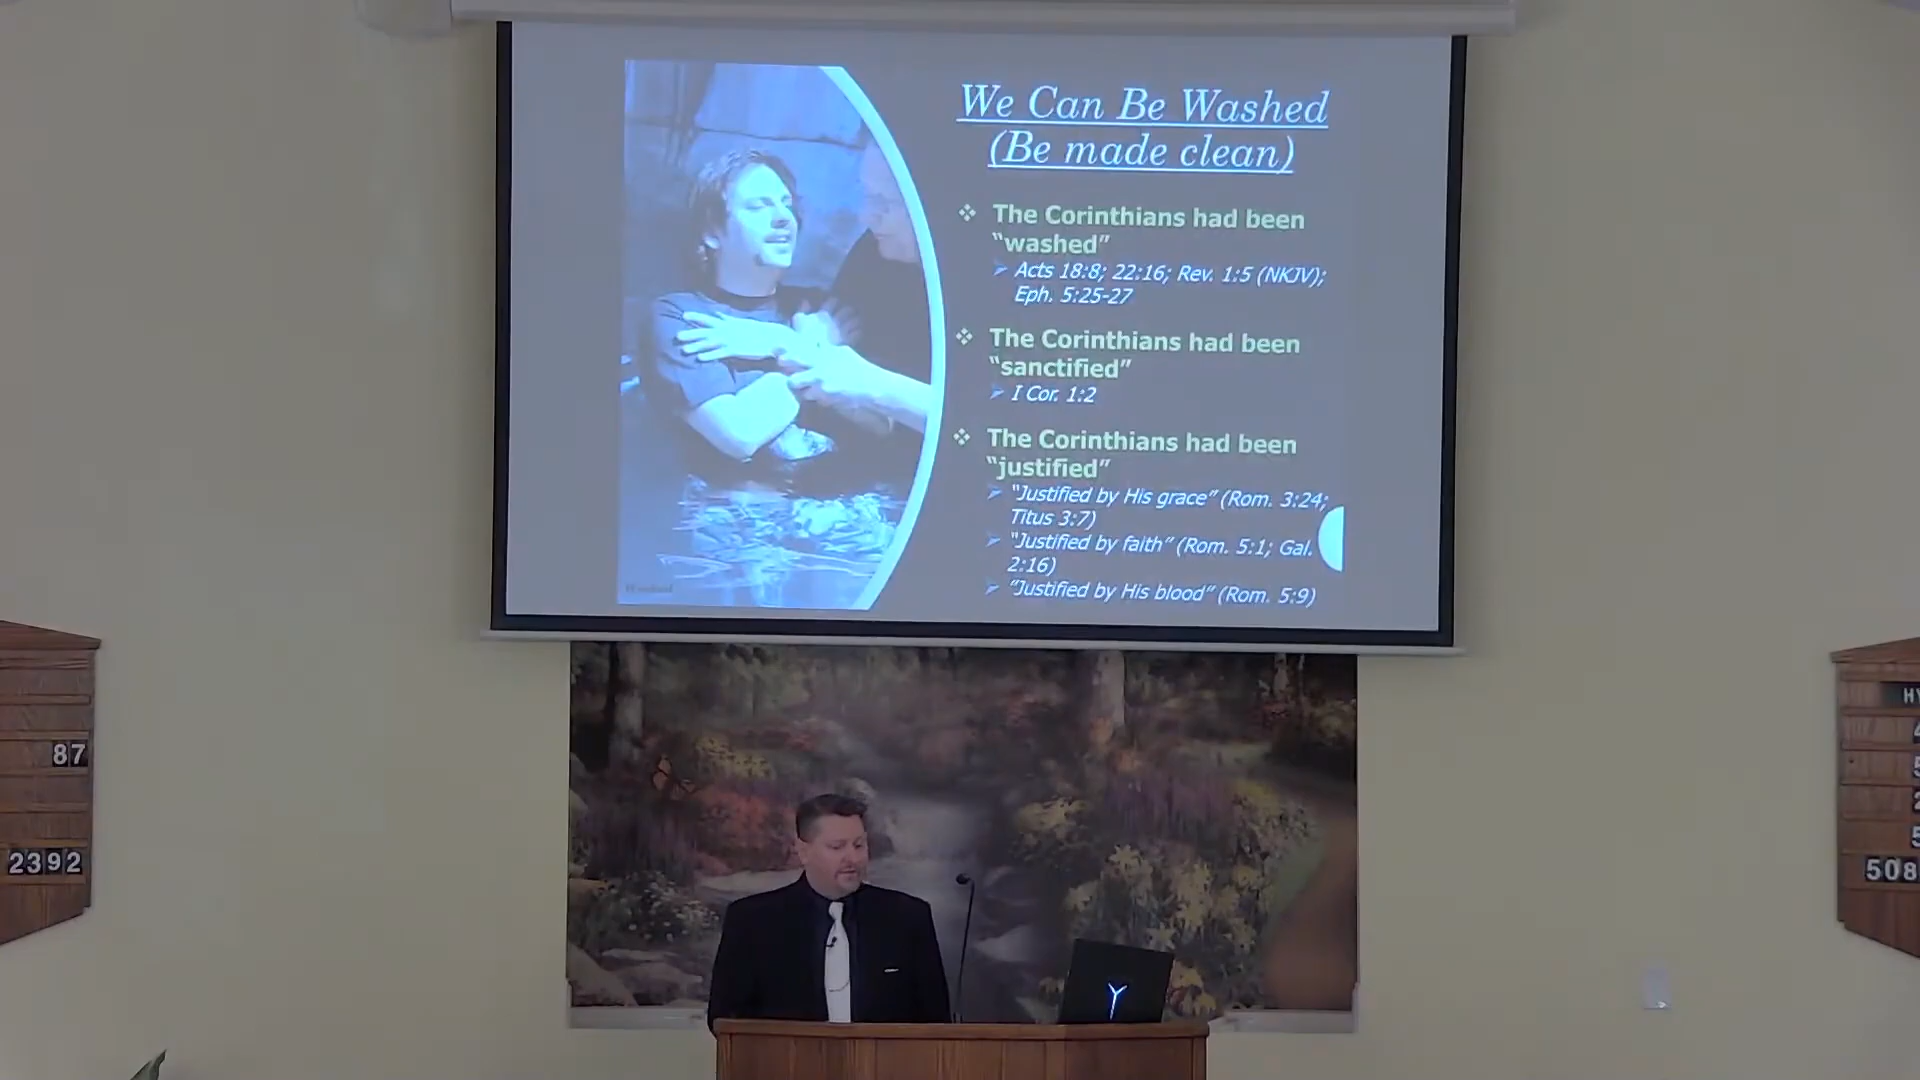 We Can Be Washed
(Be made clean)
The Corinthians had been
“washed”
Acts 18:8; 22:16; Rev. 1:5 (NKJV);
Eph. 5:25-27
The Corinthians had been
“sanctified”
I Cor. 1:2
The Corinthians had been
“justified”
“Justified by His grace” (Rom. 3:24;
Titus 3:7)
“Justified by faith” (Rom. 5:1; Gal.
2:16)
“Justified by His blood” (Rom. 5:9)
87
2392
HY
508